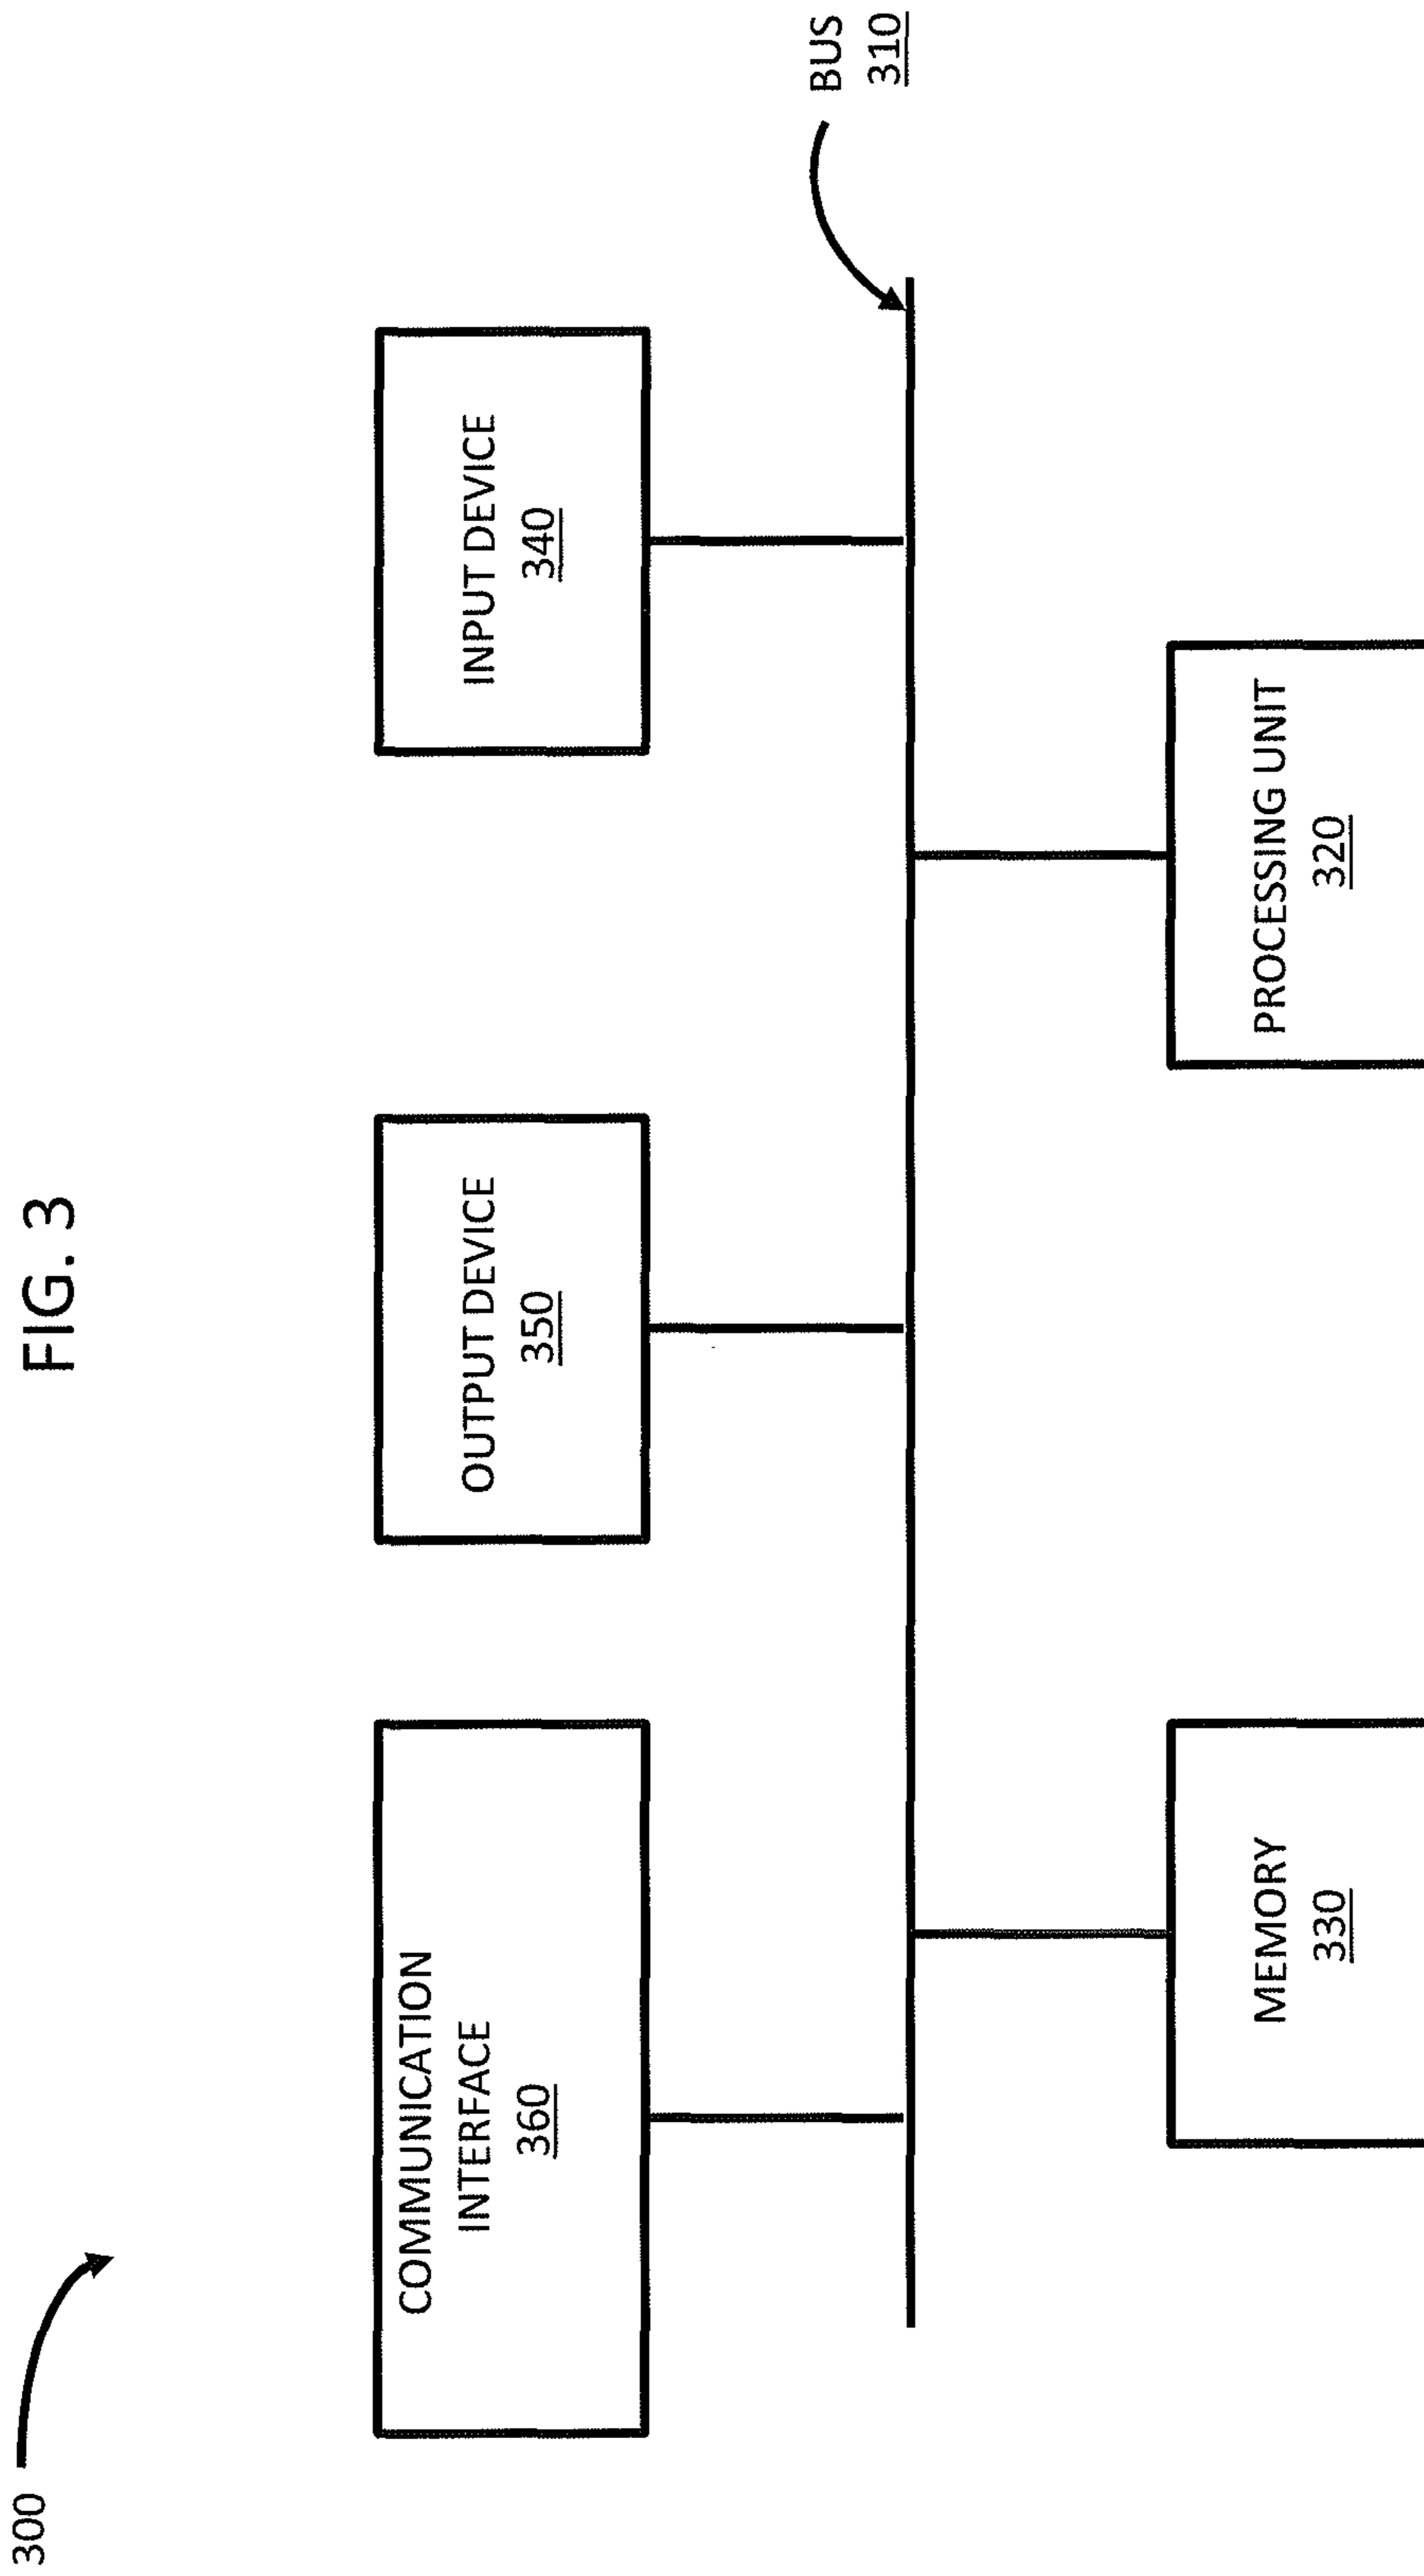 FIG. 3
300
COMMUNICATION
INTERFACE
360
OUTPUT DEVICE
350
INPUT DEVICE
340
BUS
310
MEMORY
330
PROCESSING UNIT
320